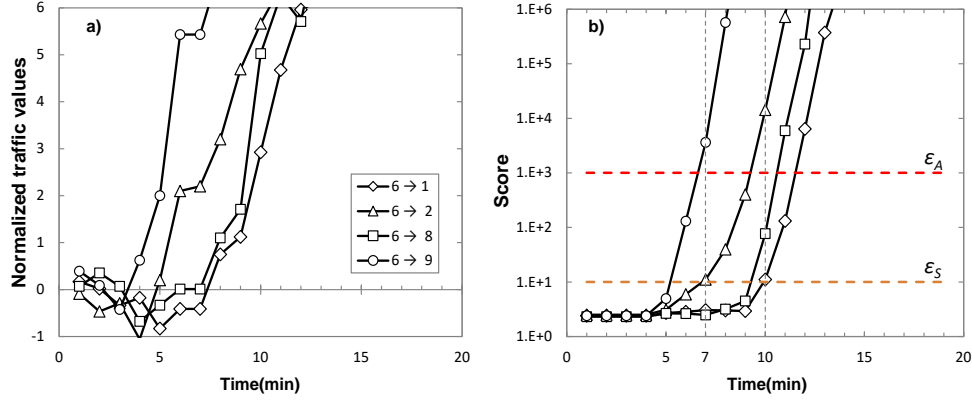 a)
Normalized traffic values
6
5
4
3
2
1
0
-1
0
5
10
15
20
Time(min)
6 → 1
6 → 2
6 → 8
6 → 9
b)
Score
1.E+6
1.E+5
1.E+4
1.E+3
1.E+2
1.E+1
1.E+0
0
5
7
10
15
20
Time(min)
εA
εS